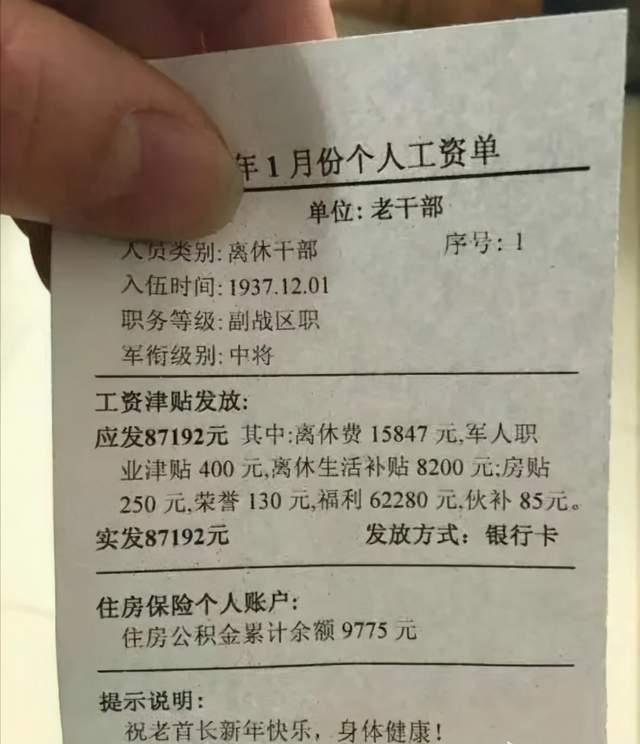 年1月份个人工资单
单位: 老干部
人员类别: 离休干部 序号: 1
入伍时间: 1937.12.01
职务等级: 副战区职
军衔级别: 中将
工资津贴发放:
应发87192元 其中:离休费 15847 元,军人职
业津贴 400 元,离休生活补贴 8200 元;房贴
250 元,荣誉 130 元,福利 62280 元,伙补 85元。
实发87192元 发放方式: 银行卡
住房保险个人账户:
住房公积金累计余额 9775 元
提示说明:
祝老首长新年快乐，身体健康!